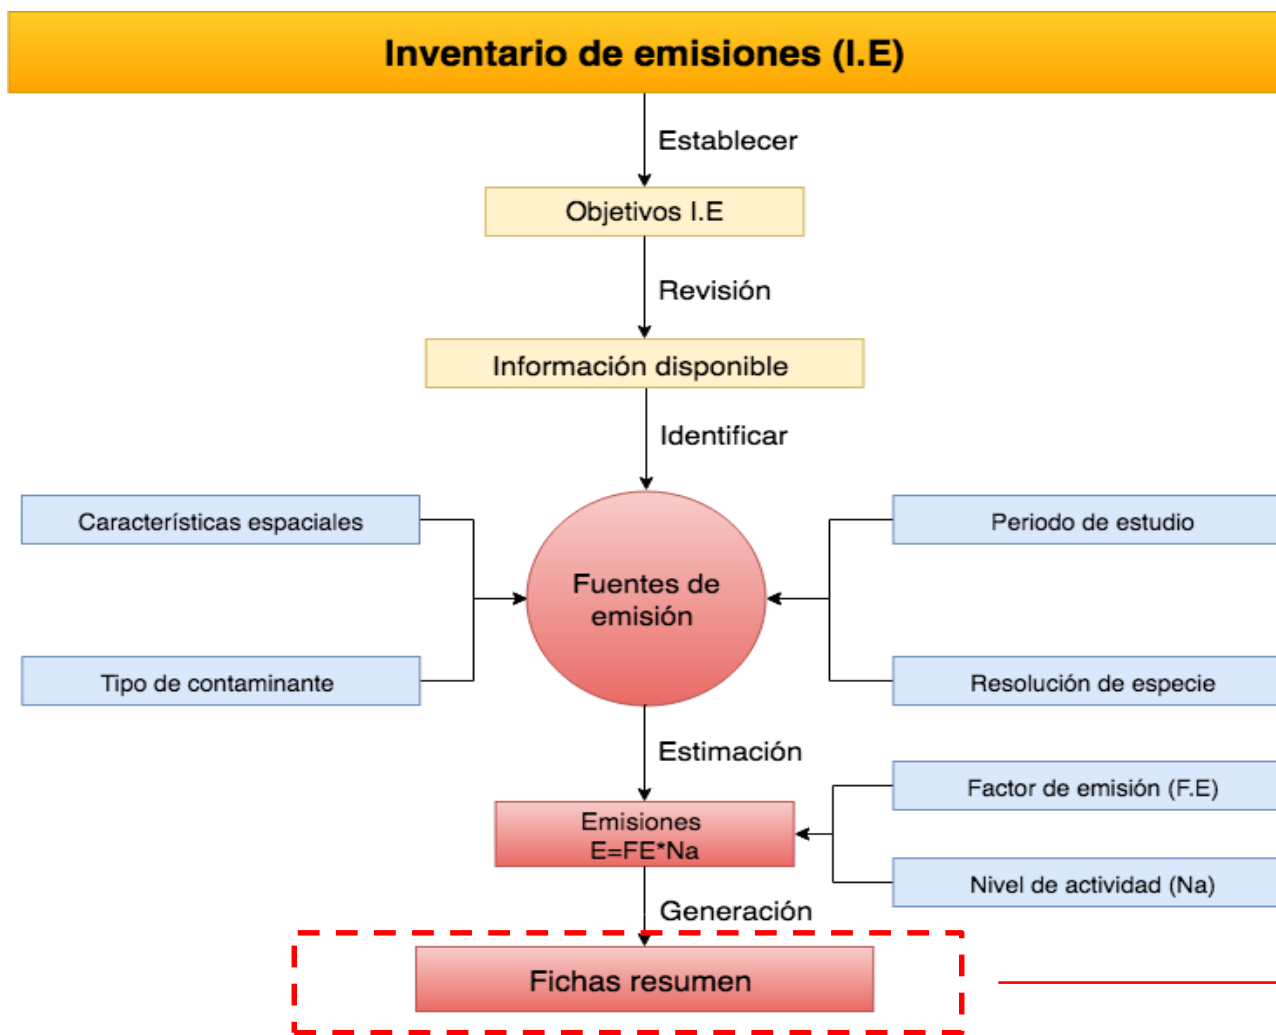 Inventario de emisiones (I.E)
Establecer
Objetivos I.E
Revisión
Información disponible
Identificar
Características espaciales
Periodo de estudio
Fuentes de
emisión
Tipo de contaminante
Resolución de especie
Estimación
Factor de emisión (F.E)
Emisiones
E=FE*Na
Nivel de actividad (Na)
Generación
Fichas resumen